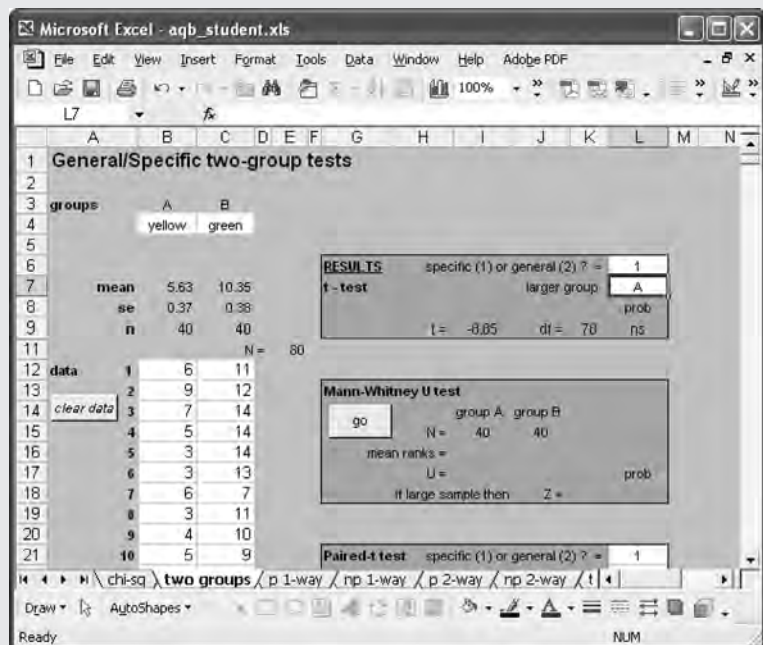 Microsoft Excel - aqb_student.xls
File Edit View Insert Format Tools Data Window Help Adobe PDF
100%
L7 fx
A B C D E F G H I J K L M N
1 General/Specific two-group tests
2
3 groups A B
4 yellow green
5
6 RESULTS specific (1) or general (2) ? = 1
7 mean 5.63 10.35 t - test larger group A
8 se 0.37 0.38 prob
9 n 40 40 t = df = 78 ns
11 N = 80
12 data 1 6 11
13 2 9 12 Mann-Whitney U test
14 clear data 3 7 14 go group A group B
15 4 5 14 N = 40 40
16 5 3 14 mean ranks =
17 6 3 13 U = prob
18 7 6 7 If large sample then Z =
19 8 3 11
20 9 4 10
21 10 5 9 Paired-t test specific (1) or general (2) ? = 1
chi-sq two groups p 1-way np 1-way p 2-way np 2-way t
Draw AutoShapes
Ready NUM